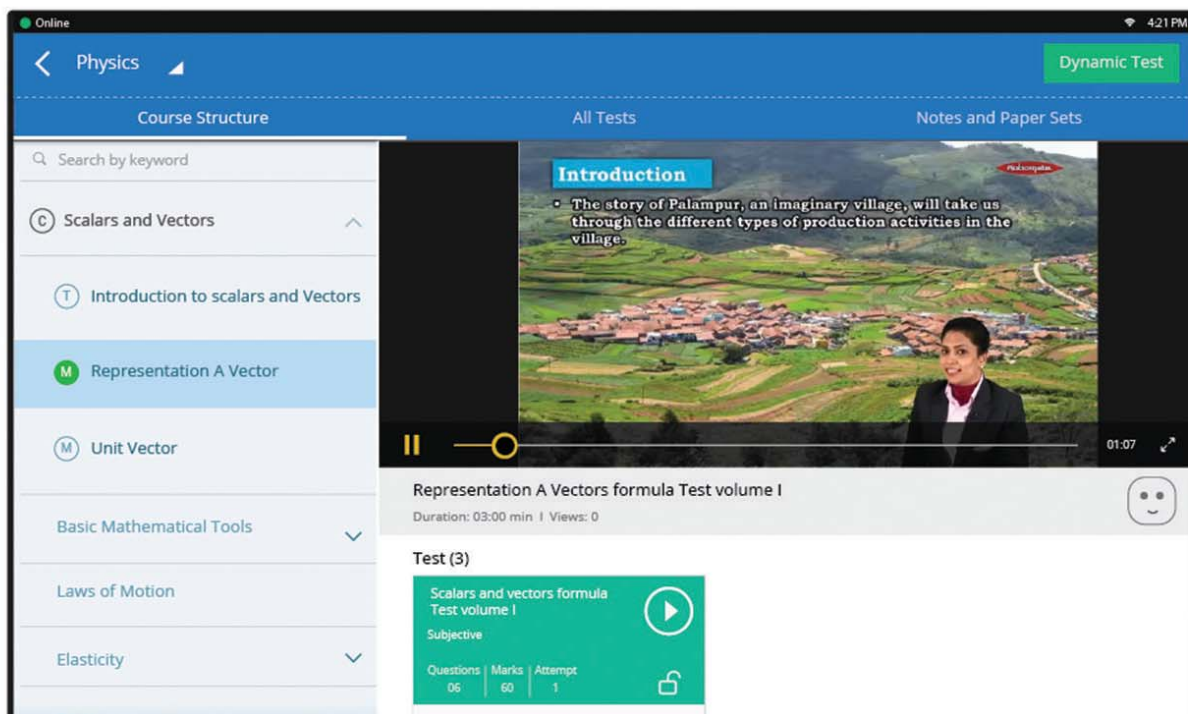 Online
4:21 PM
Physics
Dynamic Test
Course Structure
All Tests
Notes and Paper Sets
Search by keyword
C Scalars and Vectors
T Introduction to scalars and Vectors
M Representation A Vector
M Unit Vector
Basic Mathematical Tools
Laws of Motion
Elasticity
Introduction
• The story of Palampur, an imaginary village, will take us
through the different types of production activities in the
village.
01:07
Representation A Vectors formula Test volume I
Duration: 03:00 min I Views: 0
Test (3)
Scalars and vectors formula
Test volume I
Subjective
Questions | Marks | Attempt
06 | 60 | 1